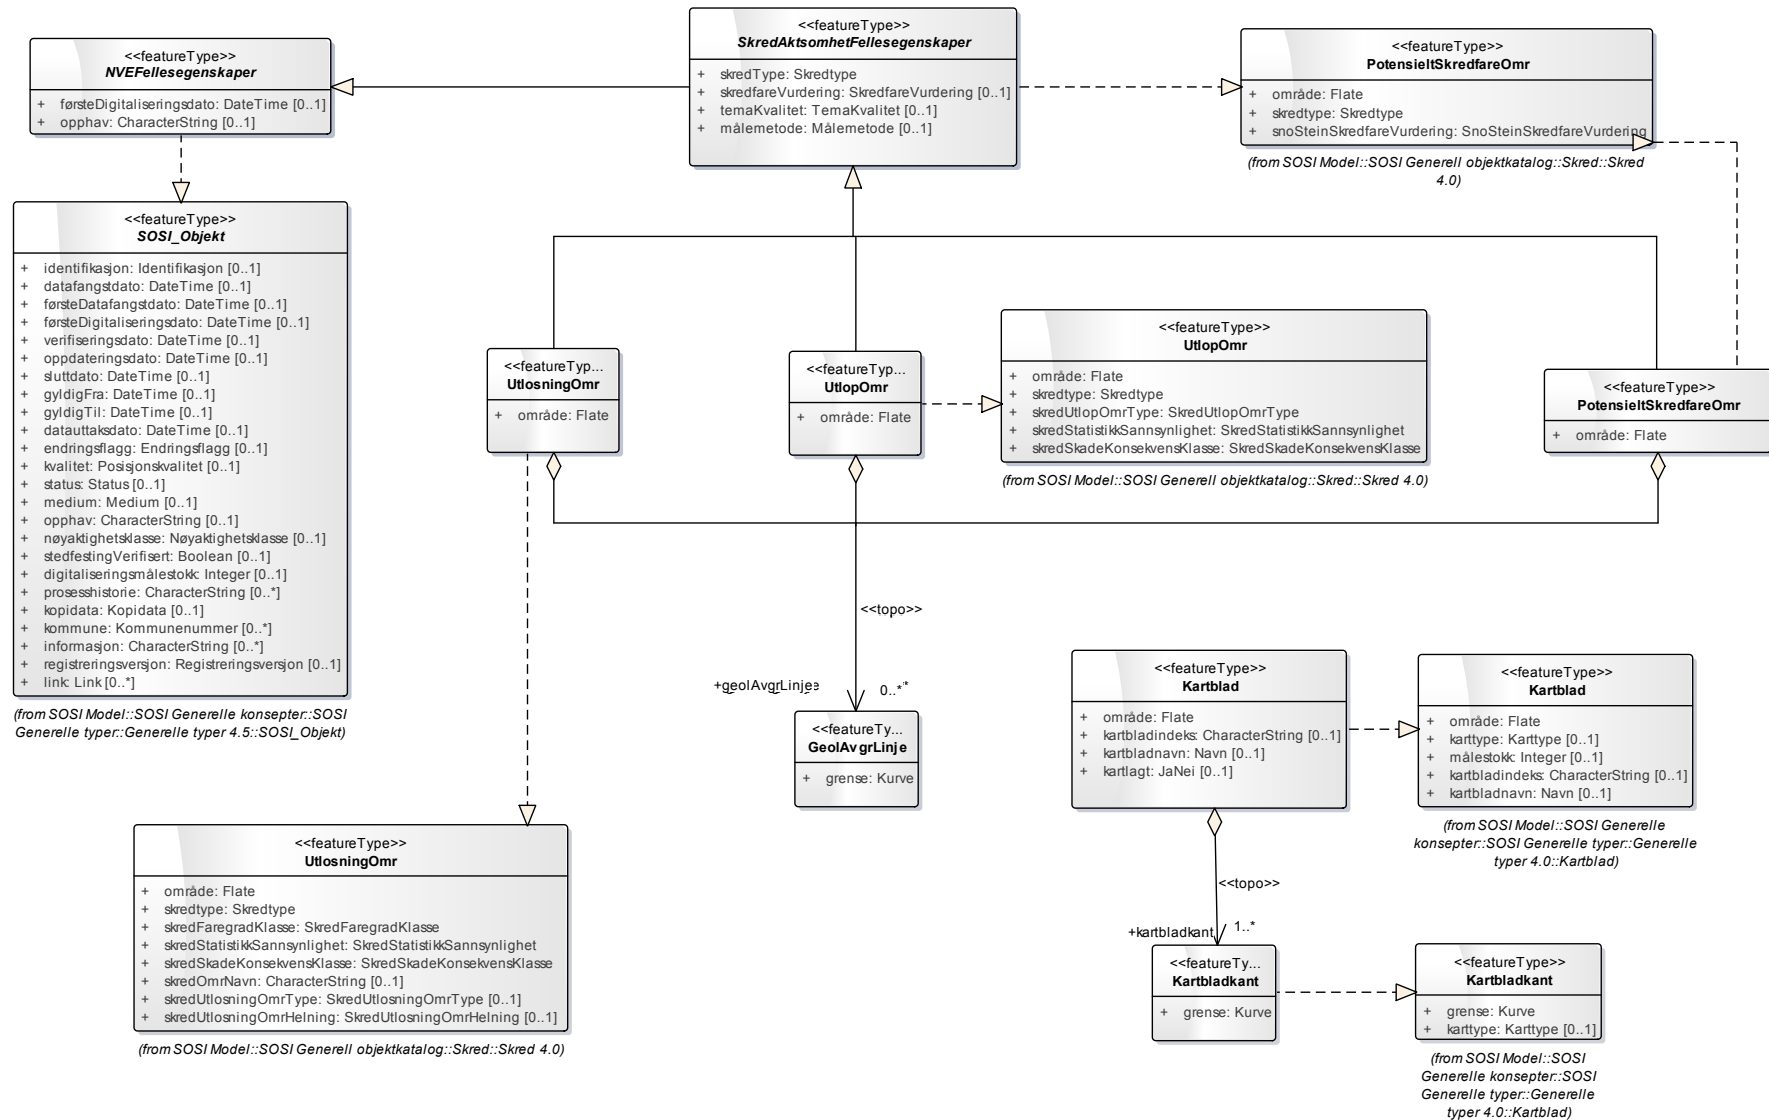 <<featureType>>
NVEFellesegenskaper
+ førsteDigitaliseringsdato: DateTime [0..1]
+ opphav: CharacterString [0..1]
<<featureType>>
SkredAktsomhetFellesegenskaper
+ skredType: Skredtype
+ skredfareVurdering: SkredfareVurdering [0..1]
+ temaKvalitet: TemaKvalitet [0..1]
+ målemetode: Målemetode [0..1]
<<featureType>>
PotensieltSkredfareOmr
+ område: Flate
+ skredtype: Skredtype
+ snoSteinSkredfareVurdering: SnoSteinSkredfareVurdering
(from SOSI Model::SOSI Generell objektkatalog::Skred::Skred
4.0)
<<featureType>>
SOSI_Objekt
+ identifikasjon: Identifikasjon [0..1]
+ datafangstdato: DateTime [0..1]
+ førsteDatafangstdato: DateTime [0..1]
+ førsteDigitaliseringsdato: DateTime [0..1]
+ verifiseringsdato: DateTime [0..1]
+ oppdateringsdato: DateTime [0..1]
+ sluttdato: DateTime [0..1]
+ gyldigFra: DateTime [0..1]
+ gyldigTil: DateTime [0..1]
+ datauttaksdato: DateTime [0..1]
+ endringsflagg: Endringsflagg [0..1]
+ kvalitet: Posisjonskvalitet [0..1]
+ status: Status [0..1]
+ medium: Medium [0..1]
+ opphav: CharacterString [0..1]
+ nøyaktighetsklasse: Nøyaktighetsklasse [0..1]
+ stedfestingVerifisert: Boolean [0..1]
+ digitaliseringsmålestokk: Integer [0..1]
+ prosesshistorie: CharacterString [0..*]
+ kopidata: Kopidata [0..1]
+ kommune: Kommunenummer [0..*]
+ informasjon: CharacterString [0..*]
+ registreringsversjon: Registreringsversjon [0..1]
+ link: Link [0..*]
(from SOSI Model::SOSI Generelle konsepter::SOSI
Generelle typer::Generelle typer 4.5::SOSI_Objekt)
<<featureTyp...
UtlosningOmr
+ område: Flate
<<featureTyp...
UtlopOmr
+ område: Flate
<<featureType>>
UtlopOmr
+ område: Flate
+ skredtype: Skredtype
+ skredUtlopOmrType: SkredUtlopOmrType
+ skredStatistikkSannsynlighet: SkredStatistikkSannsynlighet
+ skredSkadeKonsekvensKlasse: SkredSkadeKonsekvensKlasse
(from SOSI Model::SOSI Generell objektkatalog::Skred::Skred 4.0)
<<featureType>>
PotensieltSkredfareOmr
+ område: Flate
<<topo>>
+geolAvgrLinje
0..*
<<featureTy...
GeolAvgrLinje
+ grense: Kurve
<<featureType>>
Kartblad
+ område: Flate
+ kartbladindeks: CharacterString [0..1]
+ kartbladnavn: Navn [0..1]
+ kartlagt: JaNei [0..1]
<<featureType>>
Kartblad
+ område: Flate
+ karttype: Karttype [0..1]
+ målestokk: Integer [0..1]
+ kartbladindeks: CharacterString [0..1]
+ kartbladnavn: Navn [0..1]
(from SOSI Model::SOSI Generelle
konsepter::SOSI Generelle typer::Generelle
typer 4.0::Kartblad)
<<featureType>>
UtlosningOmr
+ område: Flate
+ skredtype: Skredtype
+ skredFaregradKlasse: SkredFaregradKlasse
+ skredStatistikkSannsynlighet: SkredStatistikkSannsynlighet
+ skredSkadeKonsekvensKlasse: SkredSkadeKonsekvensKlasse
+ skredOmrNavn: CharacterString [0..1]
+ skredUtlosningOmrType: SkredUtlosningOmrType [0..1]
+ skredUtlosningOmrHelning: SkredUtlosningOmrHelning [0..1]
(from SOSI Model::SOSI Generell objektkatalog::Skred::Skred 4.0)
<<topo>>
+kartbladkant
1..*
<<featureTy...
Kartbladkant
+ grense: Kurve
<<featureType>>
Kartbladkant
+ grense: Kurve
+ karttype: Karttype [0..1]
(from SOSI Model::SOSI
Generelle konsepter::SOSI
Generelle typer::Generelle
typer 4.0::Kartblad)